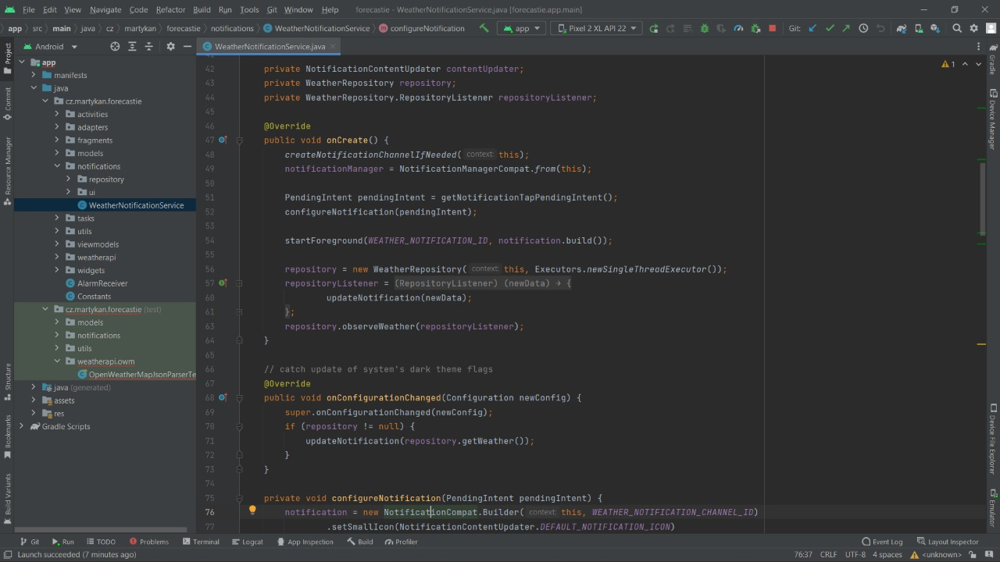 File Edit View Navigate Code Refactor Build Run Tools Git Window Help forecastie - WeatherNotificationService.java [forecastie.app.main]
app src main java cz martykan forecastie notifications WeatherNotificationService configureNotification app Pixel 2 XL API 22 Git:
Android WeatherNotificationService.java
Project
Commit
Resource Manager
Structure
Bookmarks
Build Variants
app
manifests
java
cz.martykan.forecastie
activities
adapters
fragments
models
notifications
repository
ui
WeatherNotificationService
tasks
utils
viewmodels
weatherapi
widgets
AlarmReceiver
Constants
cz.martykan.forecastie (test)
models
notifications
utils
weatherapi.owm
OpenWeatherMapJsonParserTe
java (generated)
assets
res
Gradle Scripts
1
42 private NotificationContentUpdater contentUpdater;
43 private WeatherRepository repository;
44 private WeatherRepository.RepositoryListener repositoryListener;
45
46 @Override
47 public void onCreate() {
48 createNotificationChannelIfNeeded( context: this);
49 notificationManager = NotificationManagerCompat.from(this);
50
51 PendingIntent pendingIntent = getNotificationTapPendingIntent();
52 configureNotification(pendingIntent);
53
54 startForeground(WEATHER_NOTIFICATION_ID, notification.build());
55
56 repository = new WeatherRepository( context: this, Executors.newSingleThreadExecutor());
57 repositoryListener = (RepositoryListener) (newData) → {
60 updateNotification(newData);
61 };
63 repository.observeWeather(repositoryListener);
64 }
65
66 // catch update of system's dark theme flags
67 @Override
68 public void onConfigurationChanged(Configuration newConfig) {
69 super.onConfigurationChanged(newConfig);
70 if (repository != null) {
71 updateNotification(repository.getWeather());
72 }
73 }
74
75 private void configureNotification(PendingIntent pendingIntent) {
76 notification = new NotificationCompat.Builder( context: this, WEATHER_NOTIFICATION_CHANNEL_ID)
77 .setSmallIcon(NotificationContentUpdater.DEFAULT_NOTIFICATION_ICON)
Gradle
Device Manager
Device File Explorer
Emulator
Git Run TODO Problems Terminal Logcat App Inspection Build Profiler Event Log Layout Inspector
Launch succeeded (7 minutes ago) 76:37 CRLF UTF-8 4 spaces <unknown>